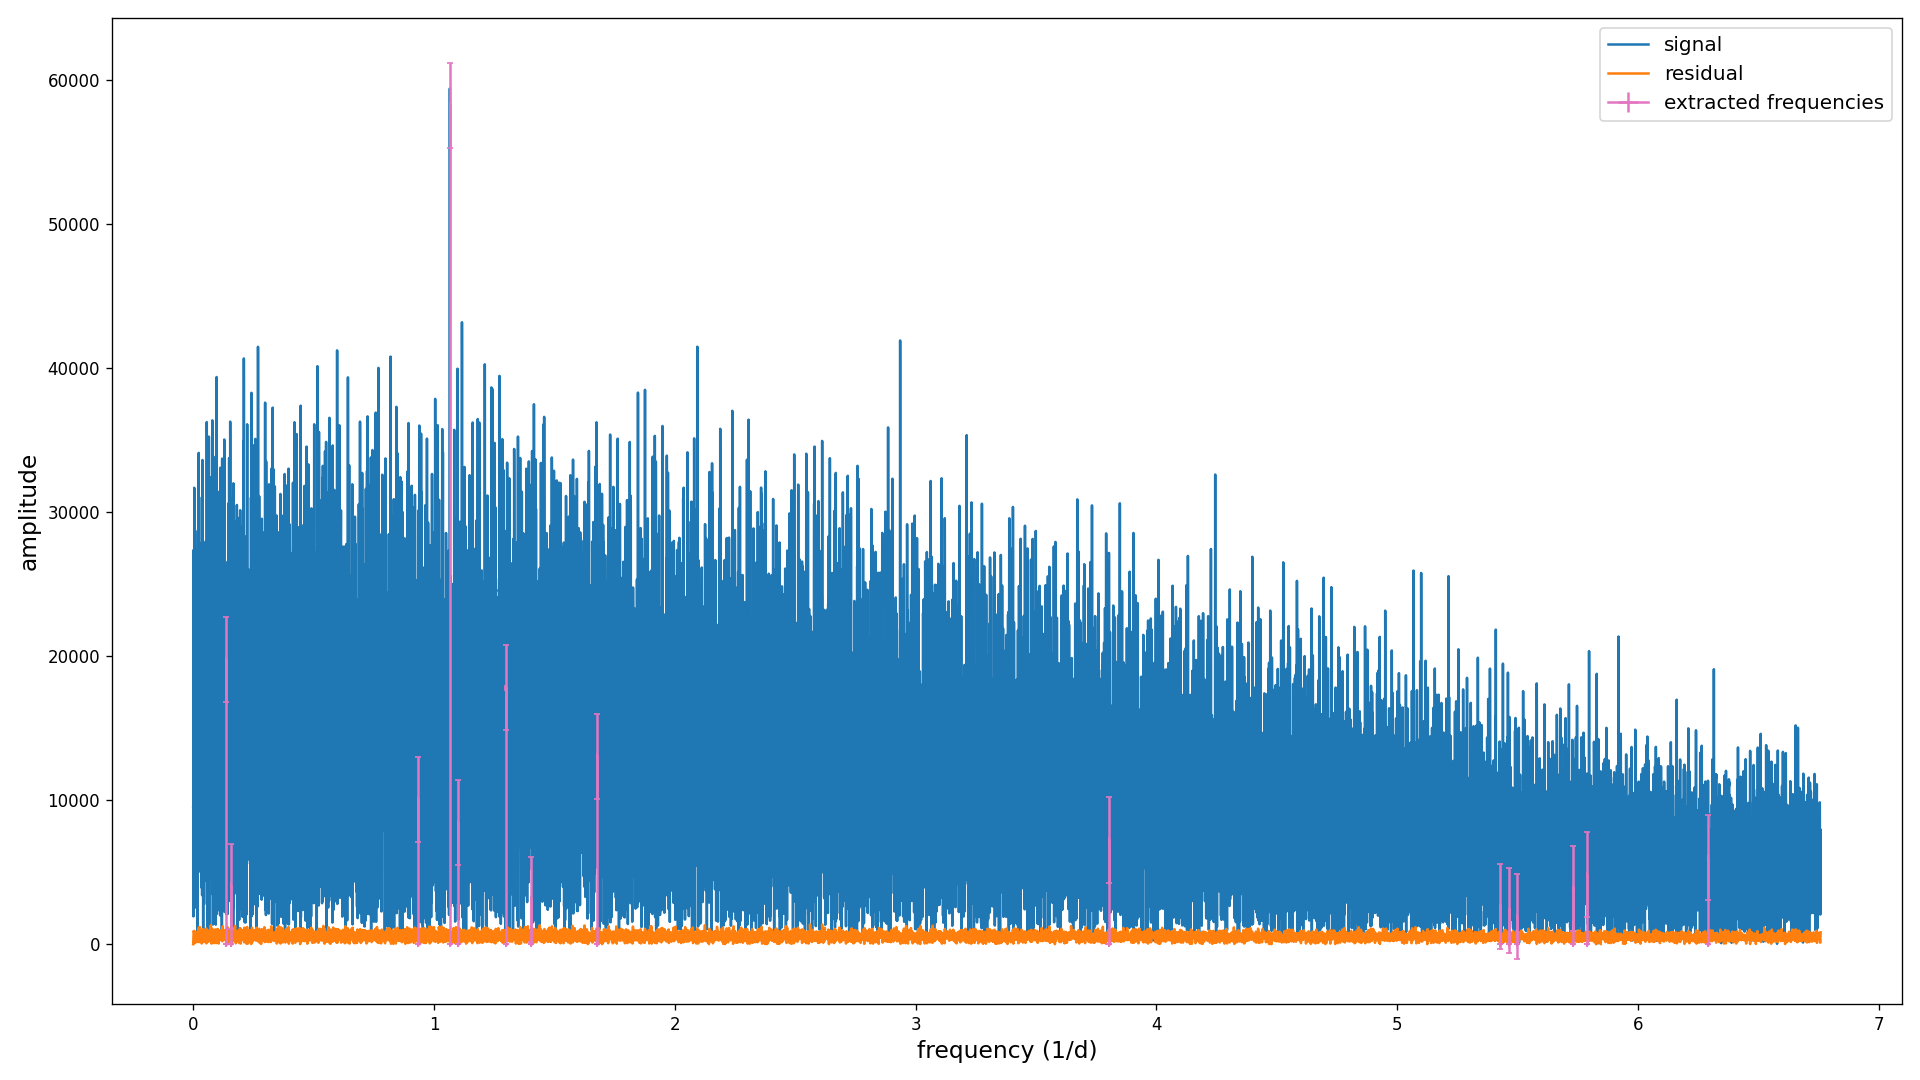 signal
residual
extracted frequencies
60000
50000
40000
30000
20000
10000
0
amplitude
0 1 2 3 4 5 6 7
frequency (1/d)